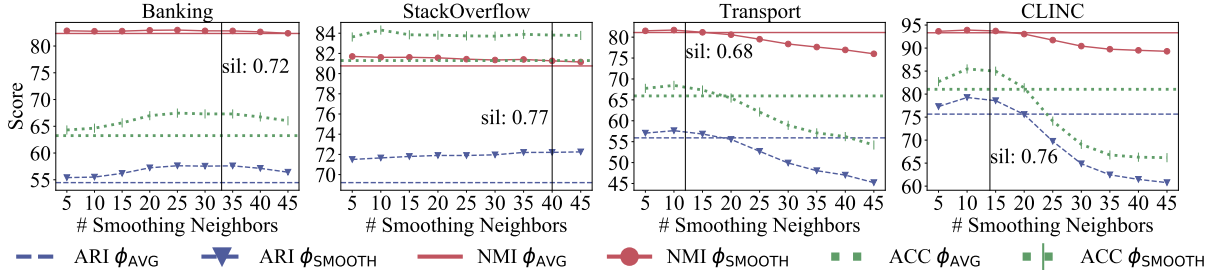 Banking
StackOverflow
Transport
CLINC
Score
80
75
70
65
60
55
sil: 0.72
5 10 15 20 25 30 35 40 45
# Smoothing Neighbors
84
82
80
78
76
74
72
70
sil: 0.77
5 10 15 20 25 30 35 40 45
# Smoothing Neighbors
80
75
70
65
60
55
50
45
sil: 0.68
5 10 15 20 25 30 35 40 45
# Smoothing Neighbors
95
90
85
80
75
70
65
60
sil: 0.76
5 10 15 20 25 30 35 40 45
# Smoothing Neighbors
ARI ϕAVG ARI ϕSMOOTH NMI ϕAVG NMI ϕSMOOTH ACC ϕAVG ACC ϕSMOOTH